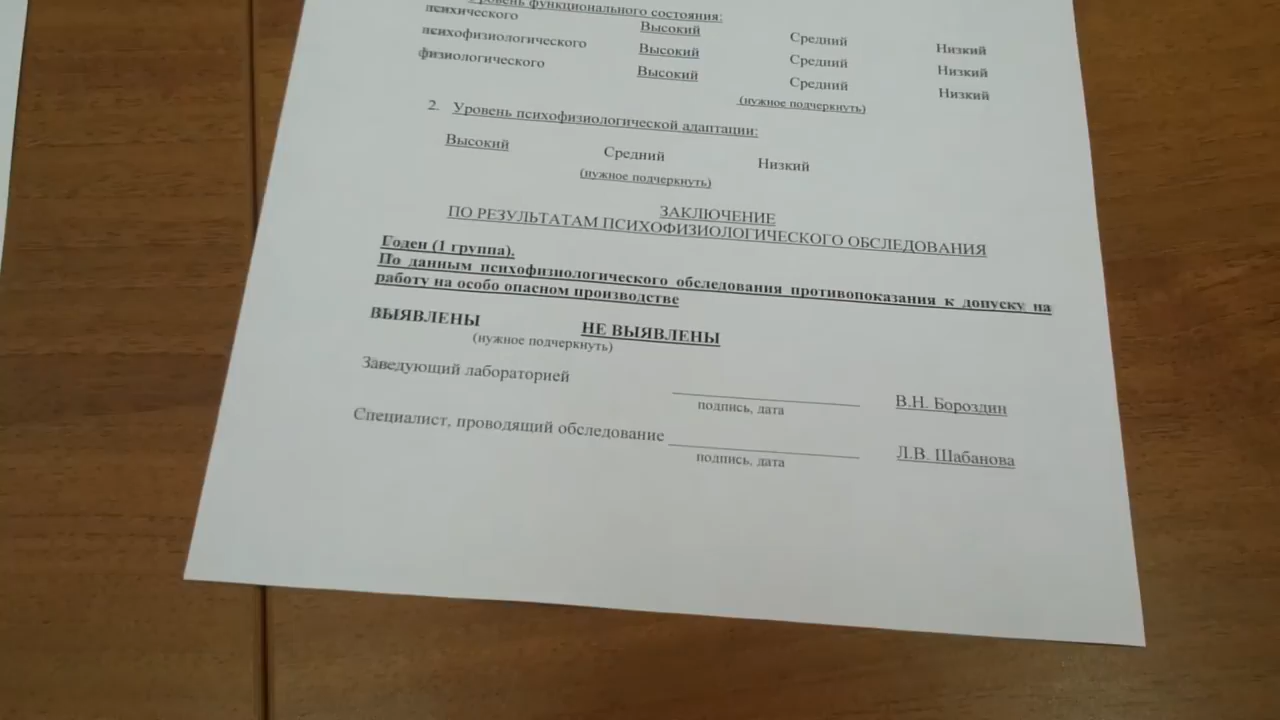 Уровень функционального состояния:
психического Высокий Средний Низкий
психофизиологического Высокий Средний Низкий
физиологического Высокий Средний Низкий
(нужное подчеркнуть)
2. Уровень психофизиологической адаптации:
Высокий Средний Низкий
(нужное подчеркнуть)
ЗАКЛЮЧЕНИЕ
ПО РЕЗУЛЬТАТАМ ПСИХОФИЗИОЛОГИЧЕСКОГО ОБСЛЕДОВАНИЯ
Годен (1 группа).
По данным психофизиологического обследования противопоказания к допуску на
работу на особо опасном производстве
ВЫЯВЛЕНЫ НЕ ВЫЯВЛЕНЫ
(нужное подчеркнуть)
Заведующий лабораторией
В.Н. Бороздин
подпись, дата
Специалист, проводящий обследование
Л.В. Шабанова
подпись, дата